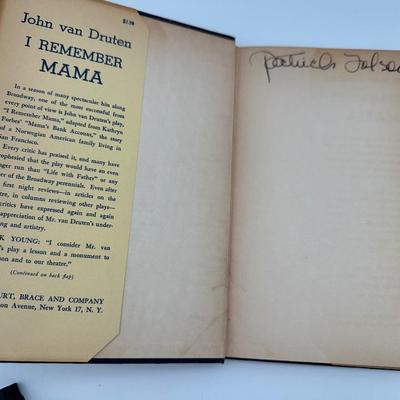 John van Druten $1.50
I REMEMBER
MAMA
In a season of many spectacular hits along
Broadway, one of the most successful from
every point of view is John van Druten's play,
"I Remember Mama," adapted from Kathryn
Forbes' "Mama's Bank Account," the story
of a Norwegian American family living in
San Francisco.
Every critic has praised it, and many have
prophesied that the play would have an even
longer run than "Life with Father" or any
of the Broadway perennials. Even after
first night reviews—in articles on the
in columns reviewing other plays—
critics have expressed again and again
appreciation of Mr. van Druten's under-
and artistry.
K YOUNG: "I consider Mr. van
play a lesson and a monument to
son and to our theatre."
(Continued on back flap)
URT, BRACE AND COMPANY
son Avenue, New York 17, N. Y.